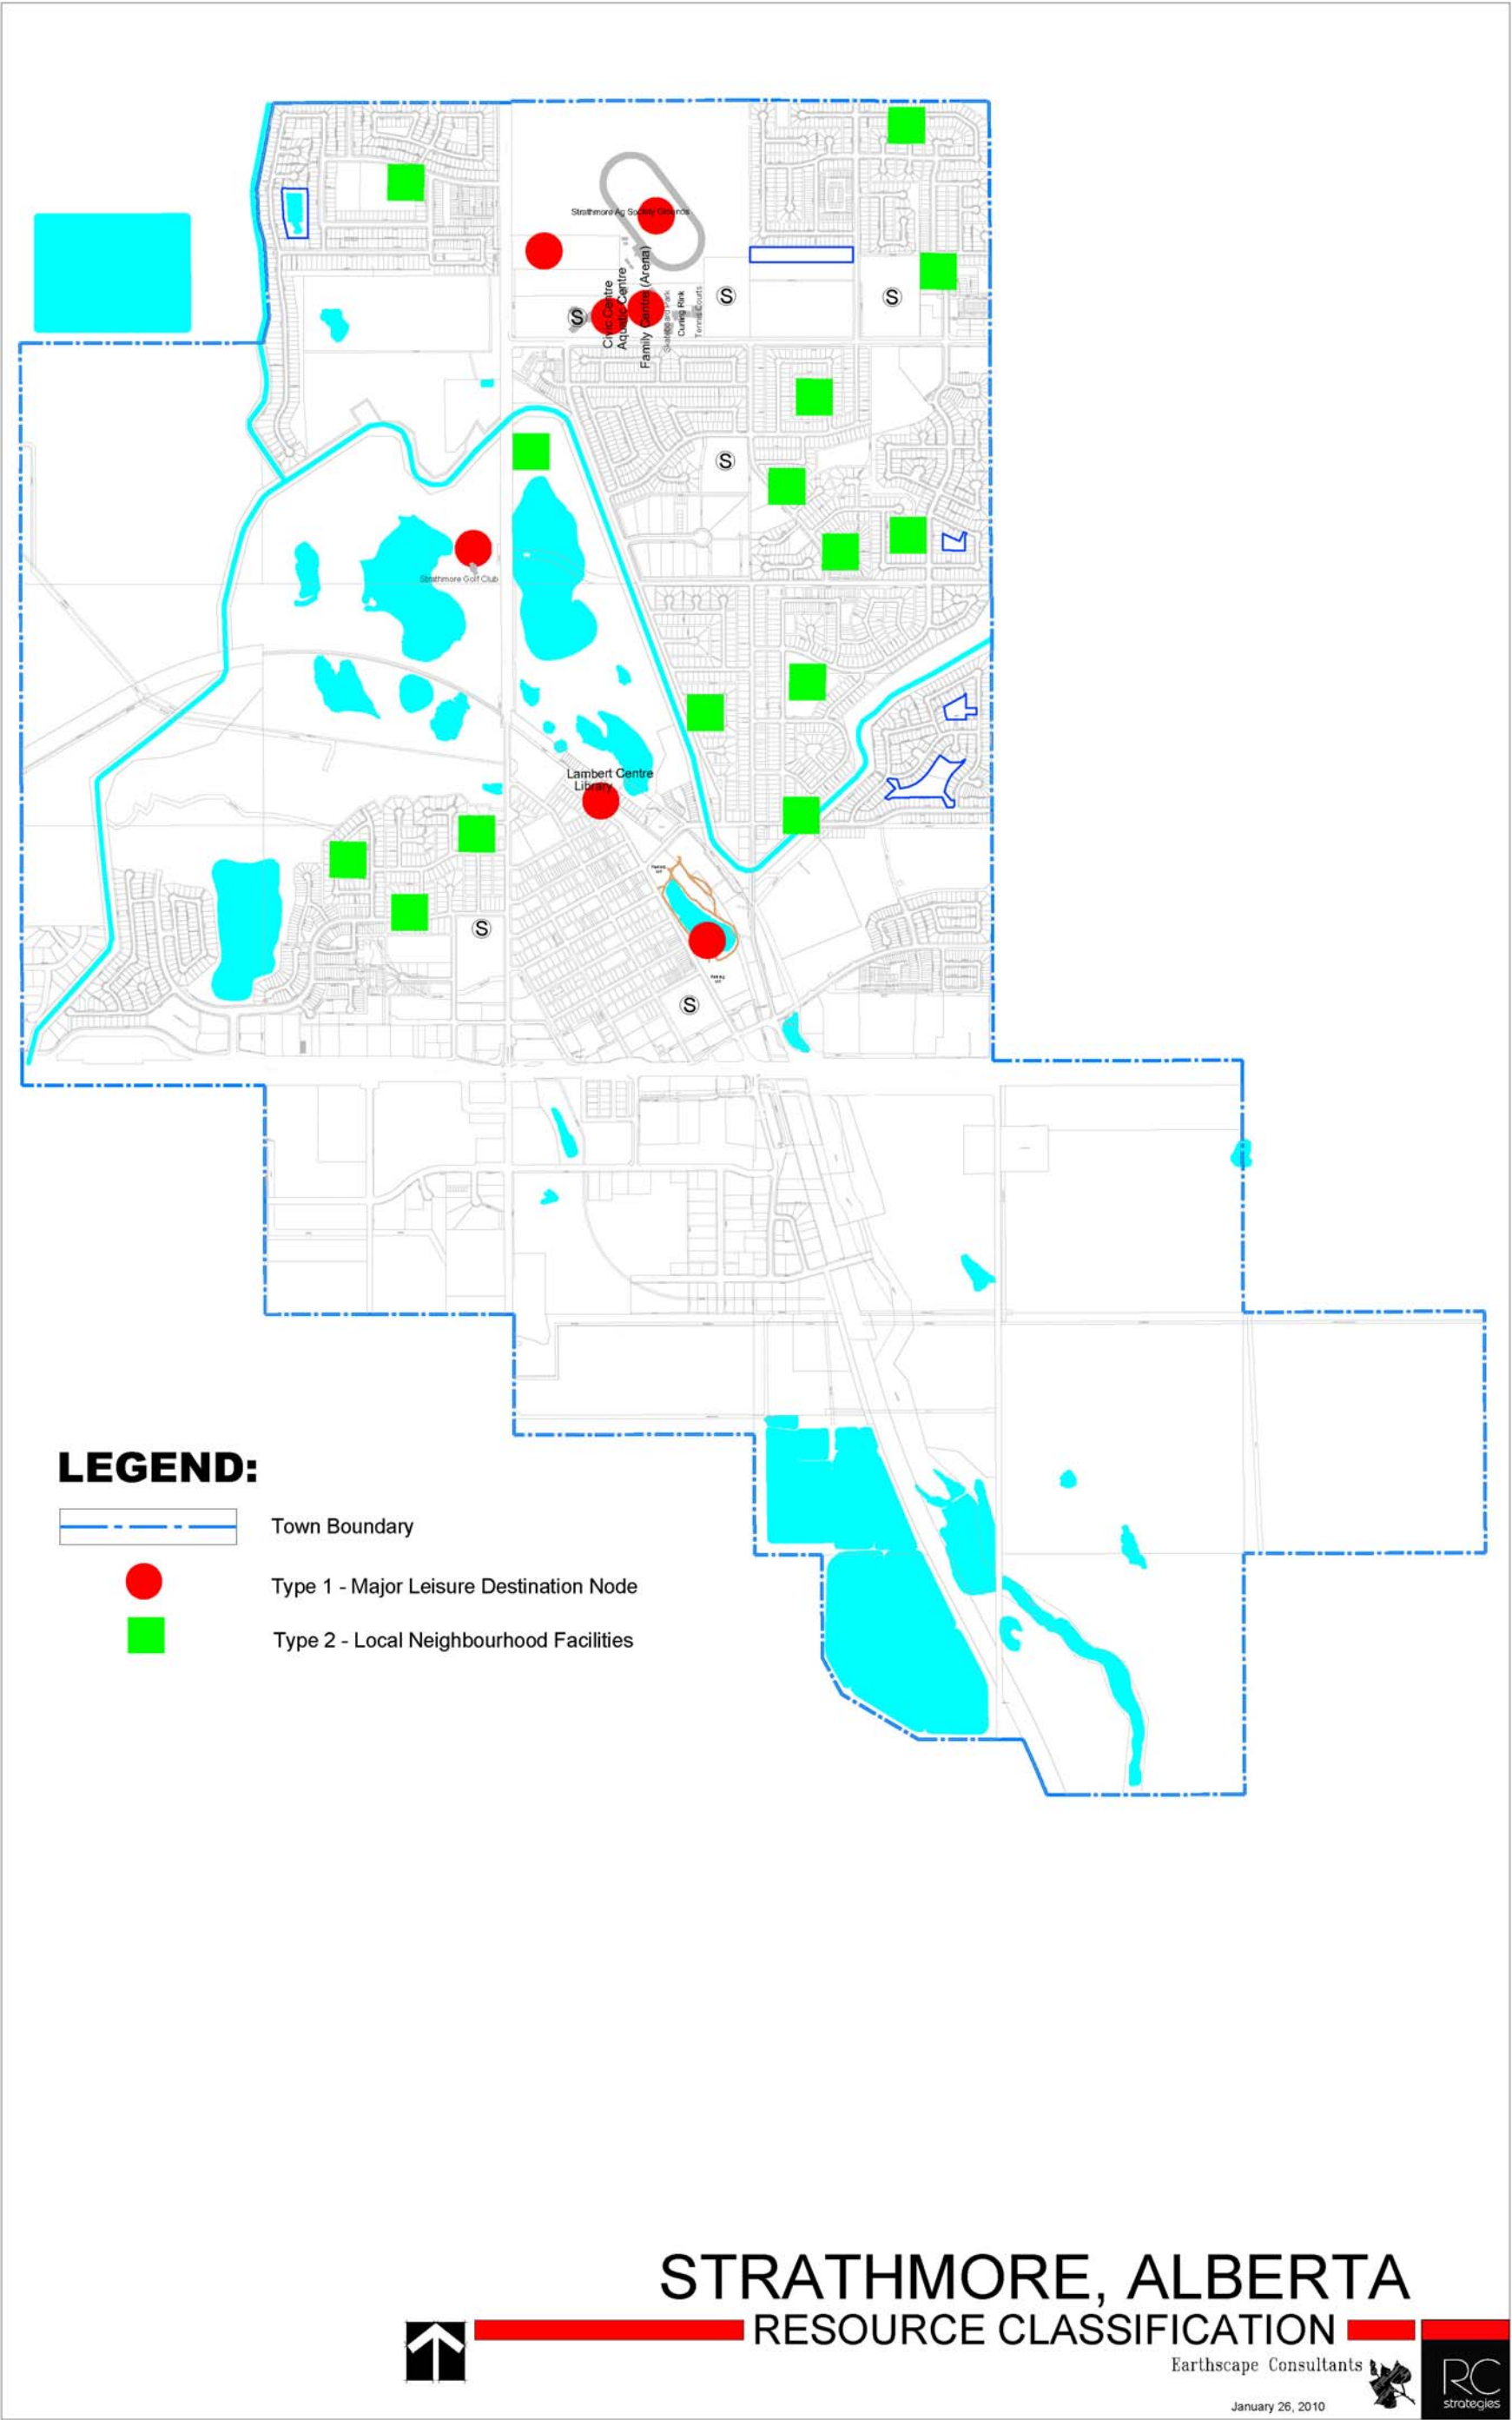 Strathmore Ag Society Grounds
Civic Centre
Aquatic Centre
Family Centre (Arena)
Skateboard Park
Curling Rink
Tennis Courts
S
S
S
S
Strathmore Golf Club
Lambert Centre
Library
S
S
LEGEND:
Town Boundary
Type 1 - Major Leisure Destination Node
Type 2 - Local Neighbourhood Facilities
STRATHMORE, ALBERTA
RESOURCE CLASSIFICATION
Earthscape Consultants
RC
strategies
January 26, 2010